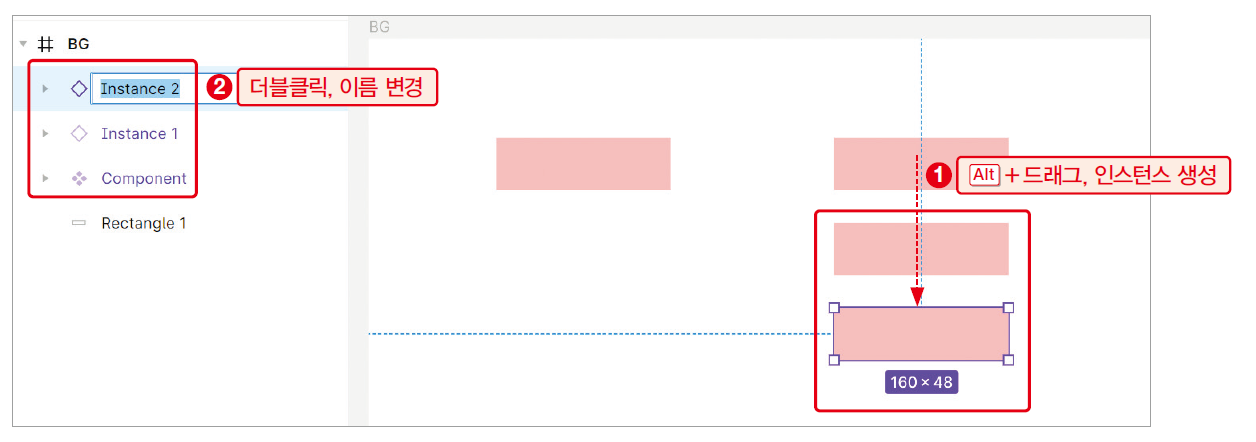 BG
BG
Instance 2
2 더블클릭, 이름 변경
Instance 1
1 Alt+드래그, 인스턴스 생성
Component
Rectangle 1
160 × 48